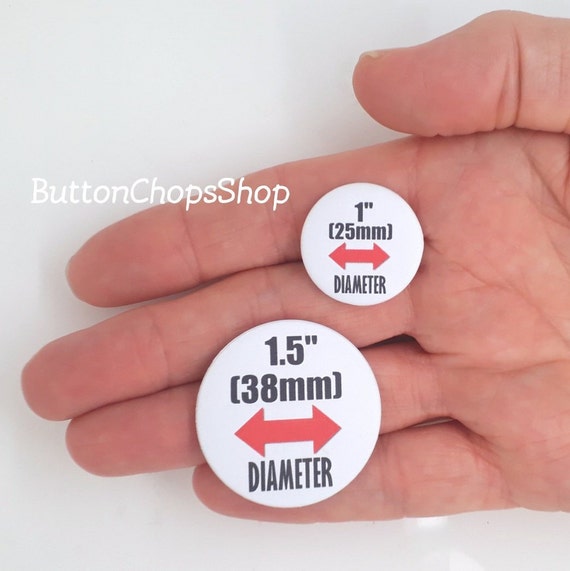 ButtonChopsShop
1"
(25mm)
DIAMETER
1.5"
(38mm)
DIAMETER